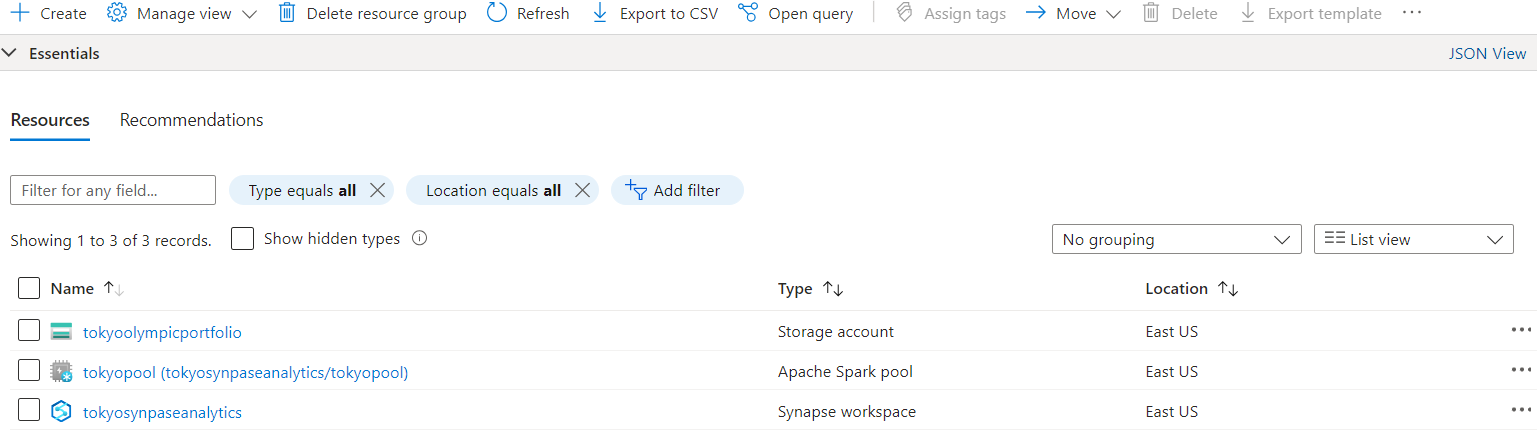 Create Manage view Delete resource group Refresh Export to CSV Open query Assign tags Move Delete Export template ...
Essentials JSON View
Resources Recommendations
Filter for any field... Type equals all Location equals all Add filter
Showing 1 to 3 of 3 records. Show hidden types No grouping List view
Name Type Location
tokyoolympicportfolio Storage account East US ...
tokyopool (tokyosynpaseanalytics/tokyopool) Apache Spark pool East US ...
tokyosynpaseanalytics Synapse workspace East US ...